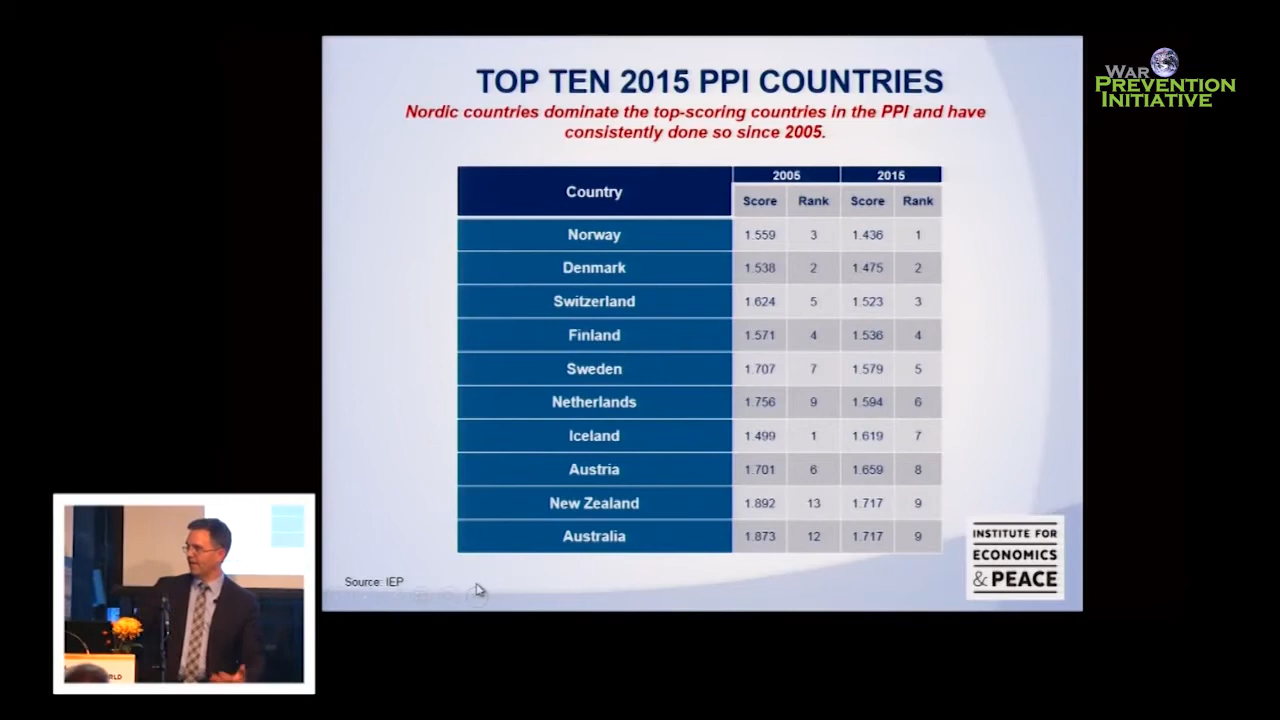 TOP TEN 2015 PPI COUNTRIES
Nordic countries dominate the top-scoring countries in the PPI and have
consistently done so since 2005.
WAR
PREVENTION
INITIATIVE
Country 2005 2015
Score Rank Score Rank
Norway 1.559 3 1.436 1
Denmark 1.538 2 1.475 2
Switzerland 1.624 5 1.523 3
Finland 1.571 4 1.536 4
Sweden 1.707 7 1.579 5
Netherlands 1.756 9 1.594 6
Iceland 1.499 1 1.619 7
Austria 1.701 6 1.659 8
New Zealand 1.892 13 1.717 9
Australia 1.873 12 1.717 9
Source: IEP
INSTITUTE FOR
ECONOMICS
& PEACE